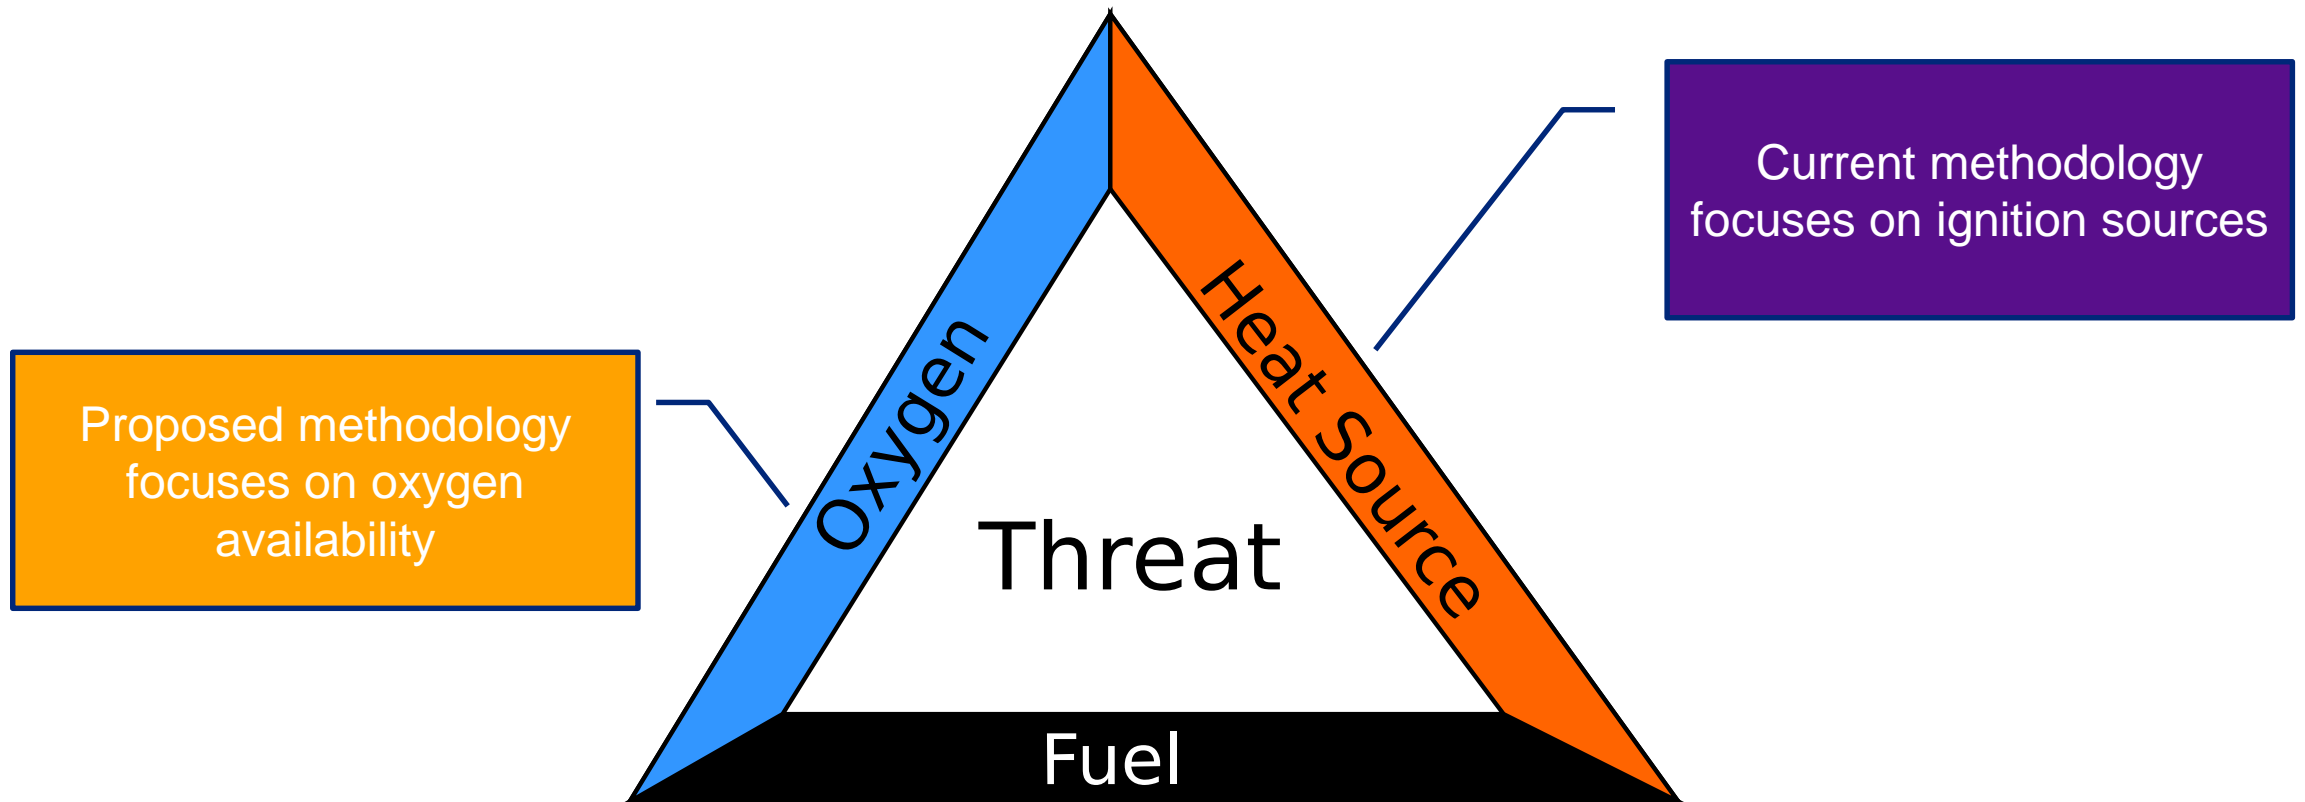 Current methodology
focuses on ignition sources
Proposed methodology
focuses on oxygen
availability
Oxygen
Heat Source
Threat
Fuel